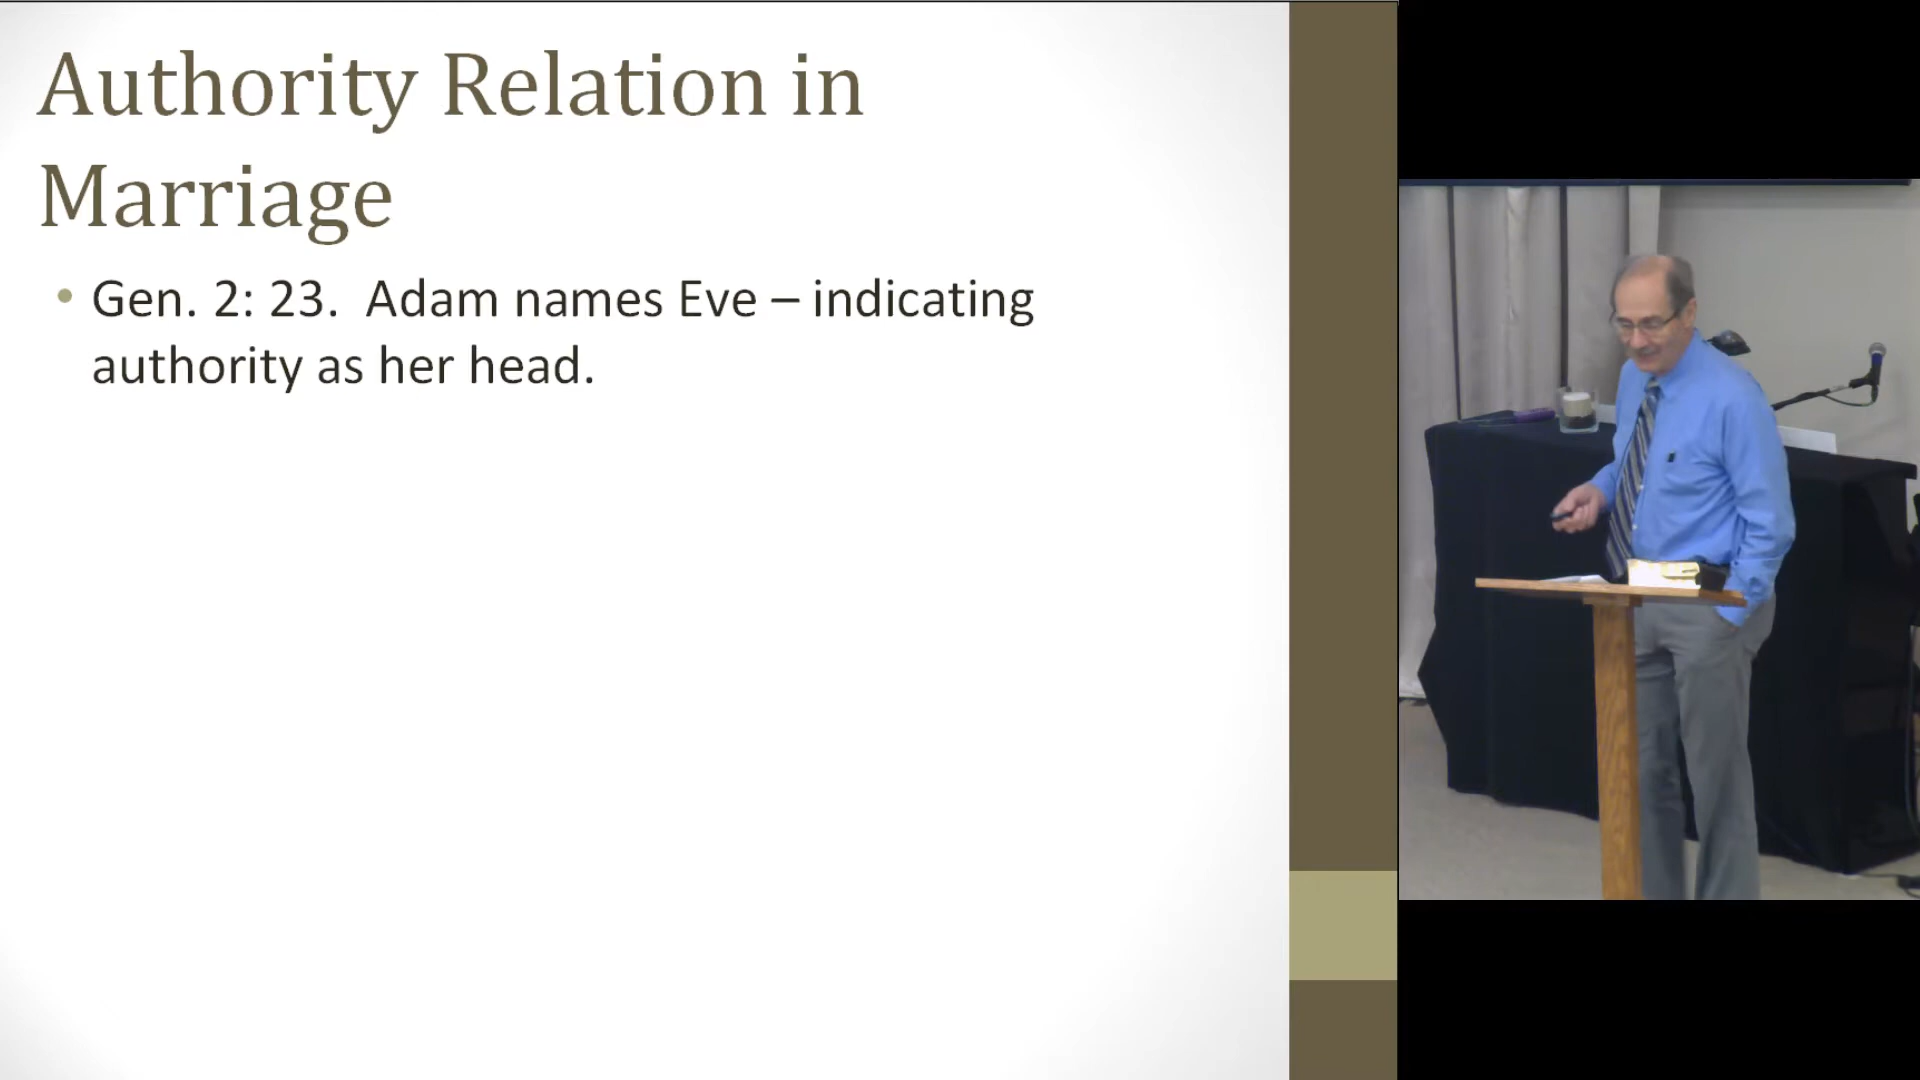 Authority Relation in
Marriage
• Gen. 2: 23.  Adam names Eve – indicating
authority as her head.